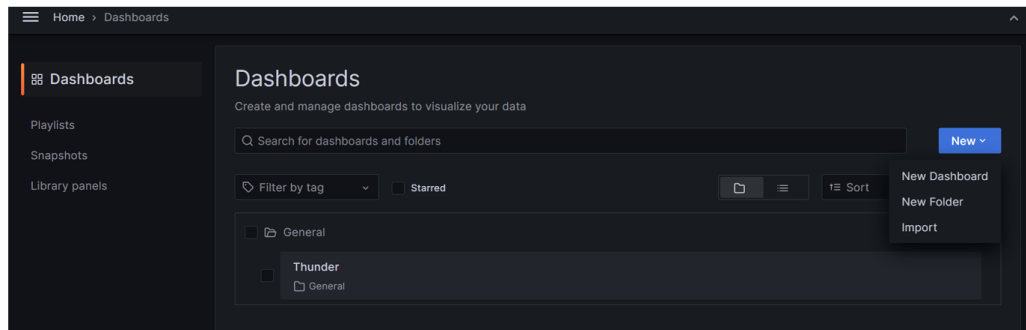 Home › Dashboards
Dashboards
Playlists
Snapshots
Library panels
Dashboards
Create and manage dashboards to visualize your data
Search for dashboards and folders
New
New Dashboard
New Folder
Import
Filter by tag
Starred
Sort
General
Thunder
General